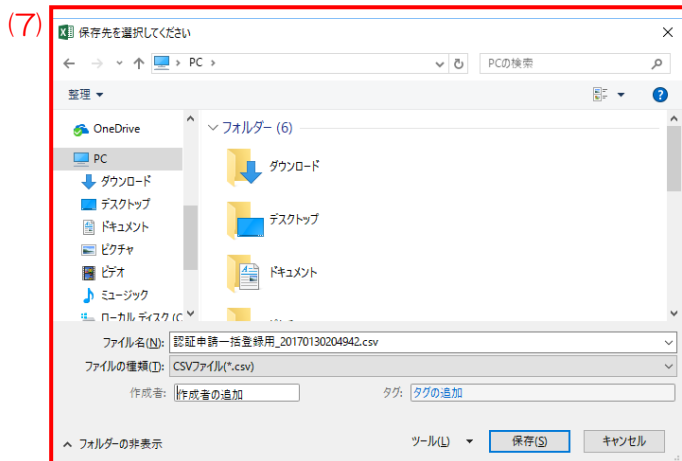 (7)
保存先を選択してください
PC
PCの検索
整理
OneDrive
PC
ダウンロード
デスクトップ
ドキュメント
ピクチャ
ビデオ
ミュージック
ローカル ディスク (C
フォルダー (6)
ダウンロード
デスクトップ
ドキュメント
ファイル名(N): 認証申請一括登録用_20170130204942.csv
ファイルの種類(T): CSVファイル(*.csv)
作成者: 作成者の追加
タグ: タグの追加
フォルダーの非表示
ツール(L)
保存(S)
キャンセル